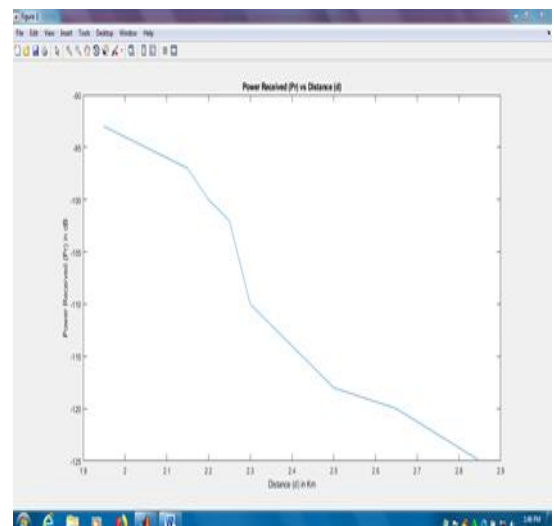 Figure 2
File Edit View Insert Tools Desktop Window Help
Power Received (Pr) vs Distance (d)
-90
-95
-100
-105
-110
-115
-120
-125
Power Received (Pr) in dB
1.9 2 2.1 2.2 2.3 2.4 2.5 2.6 2.7 2.8 2.9
Distance (d) in Km